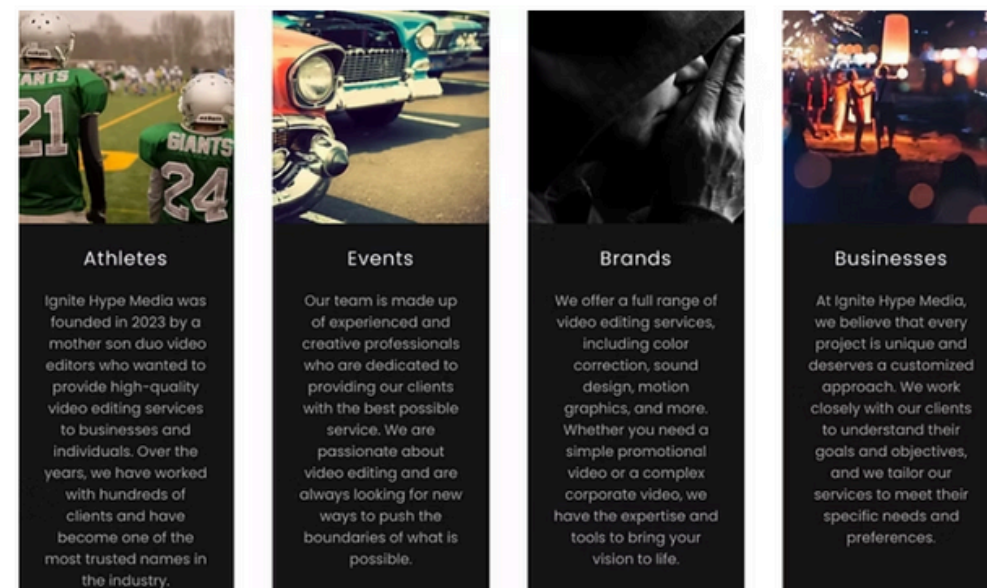 GIANTS
21
GIANTS
24
Athletes
Ignite Hype Media was
founded in 2023 by a
mother son duo video
editors who wanted to
provide high-quality
video editing services
to businesses and
individuals. Over the
years, we have worked
with hundreds of
clients and have
become one of the
most trusted names in
the industry.
Events
Our team is made up
of experienced and
creative professionals
who are dedicated to
providing our clients
with the best possible
service. We are
passionate about
video editing and are
always looking for new
ways to push the
boundaries of what is
possible.
Brands
We offer a full range of
video editing services,
including color
correction, sound
design, motion
graphics, and more.
Whether you need a
simple promotional
video or a complex
corporate video, we
have the expertise and
tools to bring your
vision to life.
Businesses
At Ignite Hype Media,
we believe that every
project is unique and
deserves a customized
approach. We work
closely with our clients
to understand their
goals and objectives,
and we tailor our
services to meet their
specific needs and
preferences.